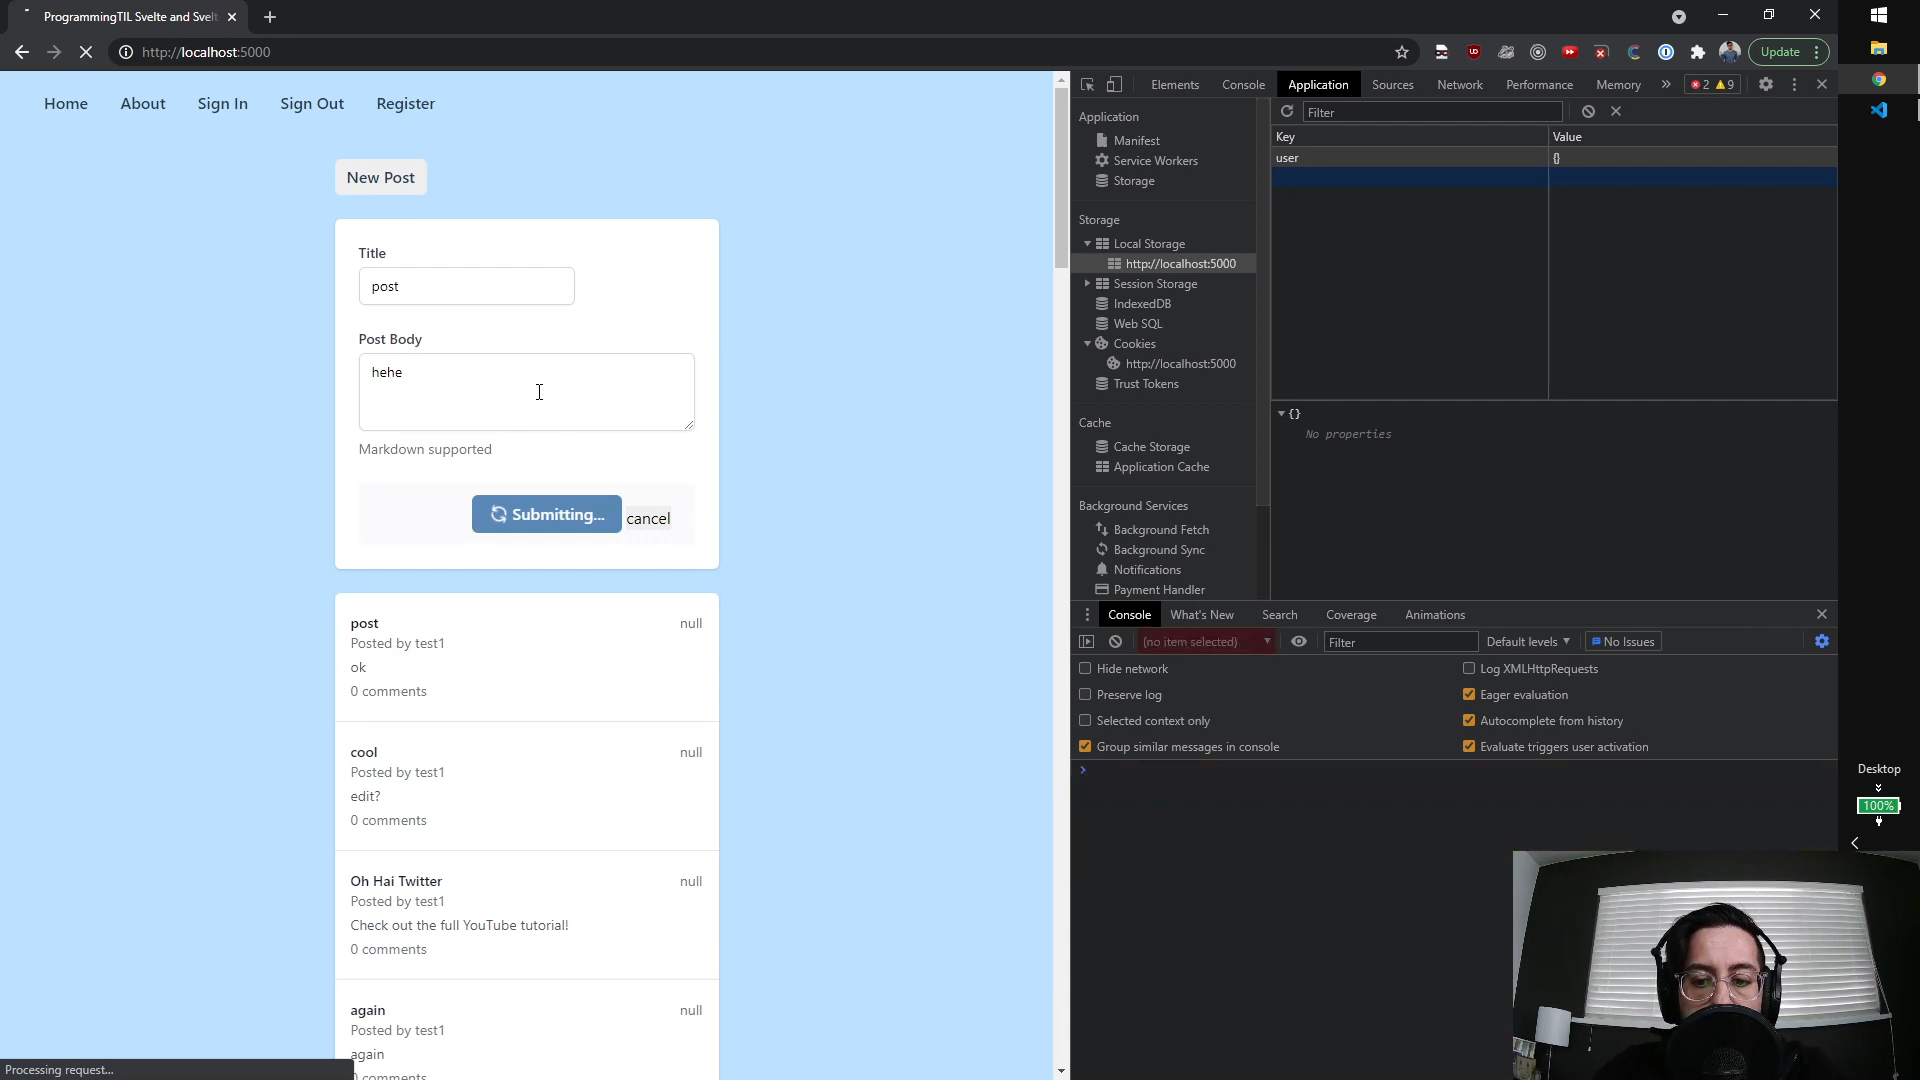 ProgrammingTIL Svelte and Svelt
http://localhost:5000
Update
Home
About
Sign In
Sign Out
Register
New Post
Title
post
Post Body
hehe
Markdown supported
Submitting...
cancel
post
null
Posted by test1
ok
0 comments
cool
null
Posted by test1
edit?
0 comments
Oh Hai Twitter
null
Posted by test1
Check out the full YouTube tutorial!
0 comments
again
null
Posted by test1
again
comments
Processing request...
Elements
Console
Application
Sources
Network
Performance
Memory
»
2
9
Application
Manifest
Service Workers
Storage
Storage
Local Storage
http://localhost:5000
Session Storage
IndexedDB
Web SQL
Cookies
http://localhost:5000
Trust Tokens
Cache
Cache Storage
Application Cache
Background Services
Background Fetch
Background Sync
Notifications
Payment Handler
Filter
Key
Value
user
{}
{}
No properties
Console
What's New
Search
Coverage
Animations
(no item selected)
Filter
Default levels
No Issues
Hide network
Log XMLHttpRequests
Preserve log
Eager evaluation
Selected context only
Autocomplete from history
Group similar messages in console
Evaluate triggers user activation
Desktop
100%